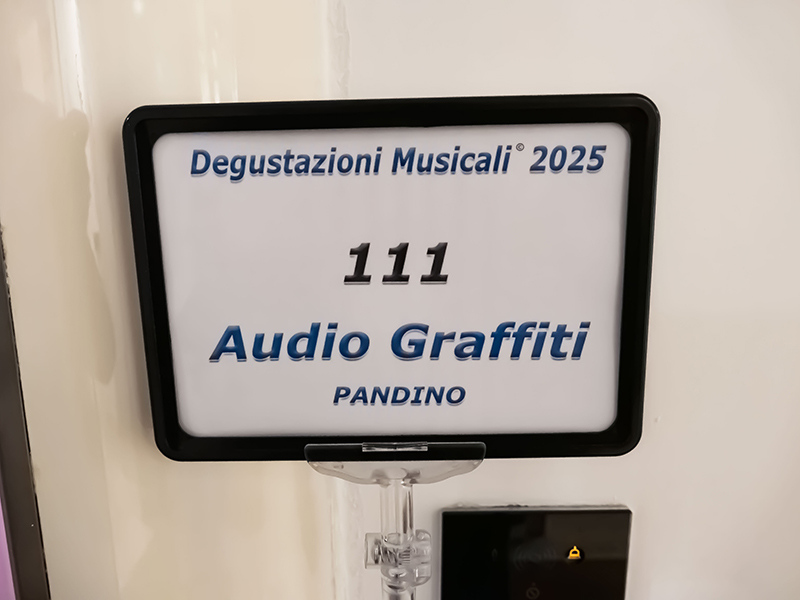 Degustazioni Musicali© 2025
111
Audio Graffiti
PANDINO